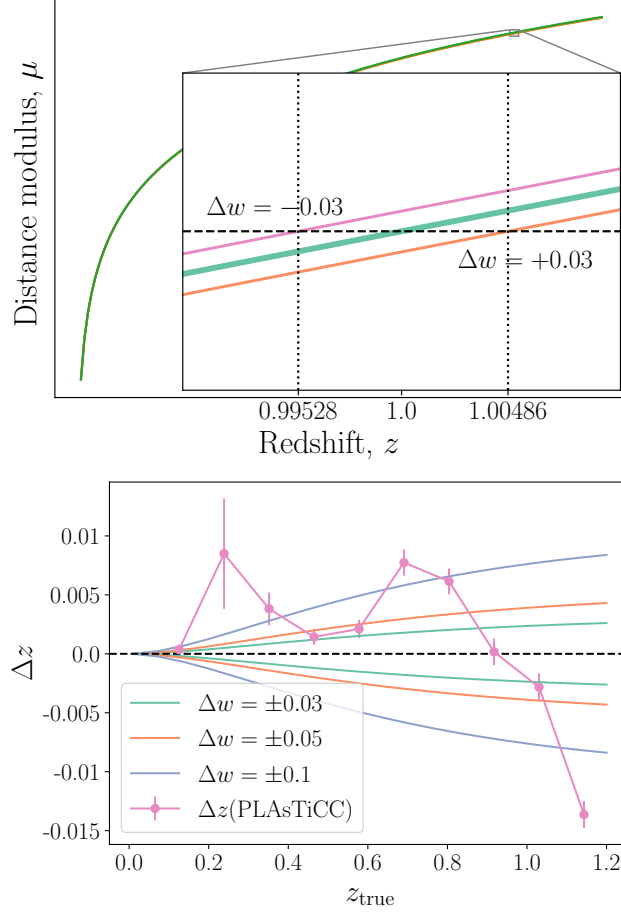 Distance modulus, μ
Δw = −0.03
Δw = +0.03
0.99528
1.0
1.00486
Redshift, z
0.01
0.005
0.0
-0.005
-0.01
-0.015
Δz
Δw = ±0.03
Δw = ±0.05
Δw = ±0.1
Δz(PLAsTiCC)
0.0 0.2 0.4 0.6 0.8 1.0 1.2
z_true